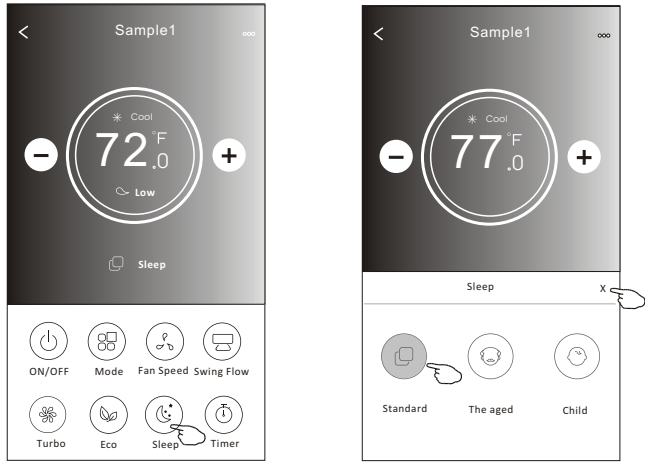 Sample1
Cool
72.0°F
Low
Sleep
ON/OFF Mode Fan Speed Swing Flow
Turbo Eco Sleep Timer
Sample1
Cool
77.0°F
Sleep X
Standard The aged Child